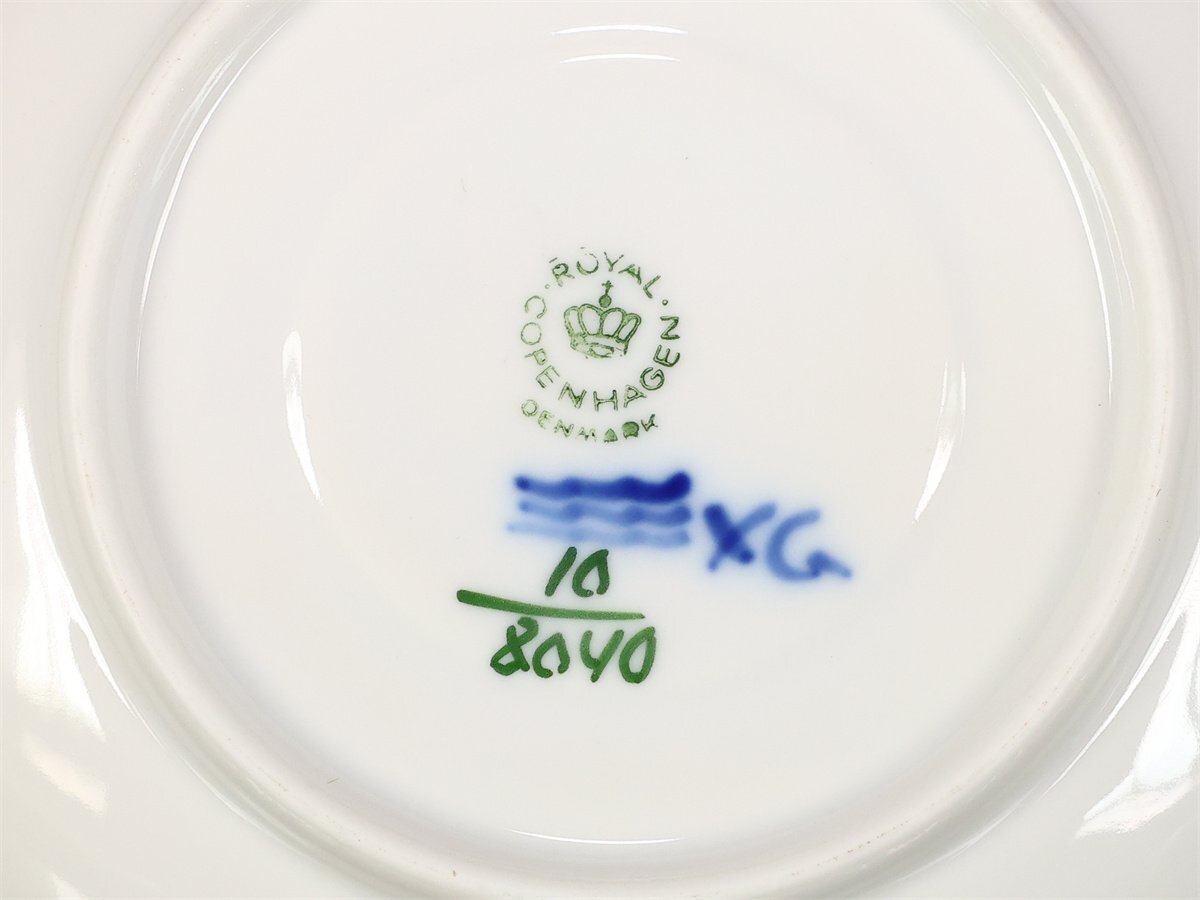 · ROYAL ·
COPENHAGEN
DENMARK
XG
10
8040